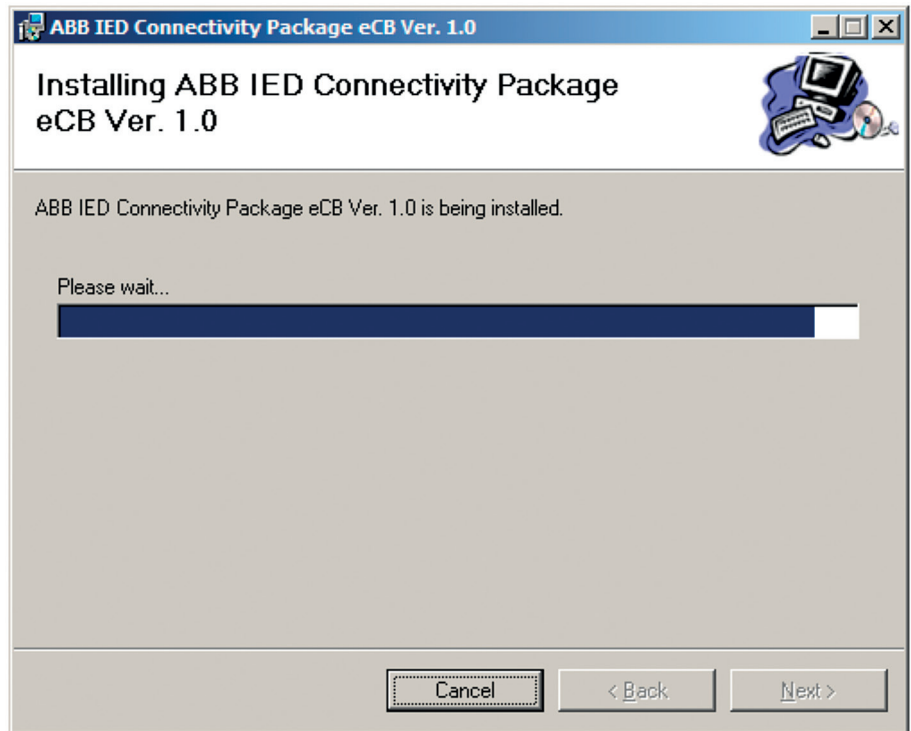 ABB IED Connectivity Package eCB Ver. 1.0
Installing ABB IED Connectivity Package
eCB Ver. 1.0
ABB IED Connectivity Package eCB Ver. 1.0 is being installed.
Please wait...
Cancel
< Back
Next >